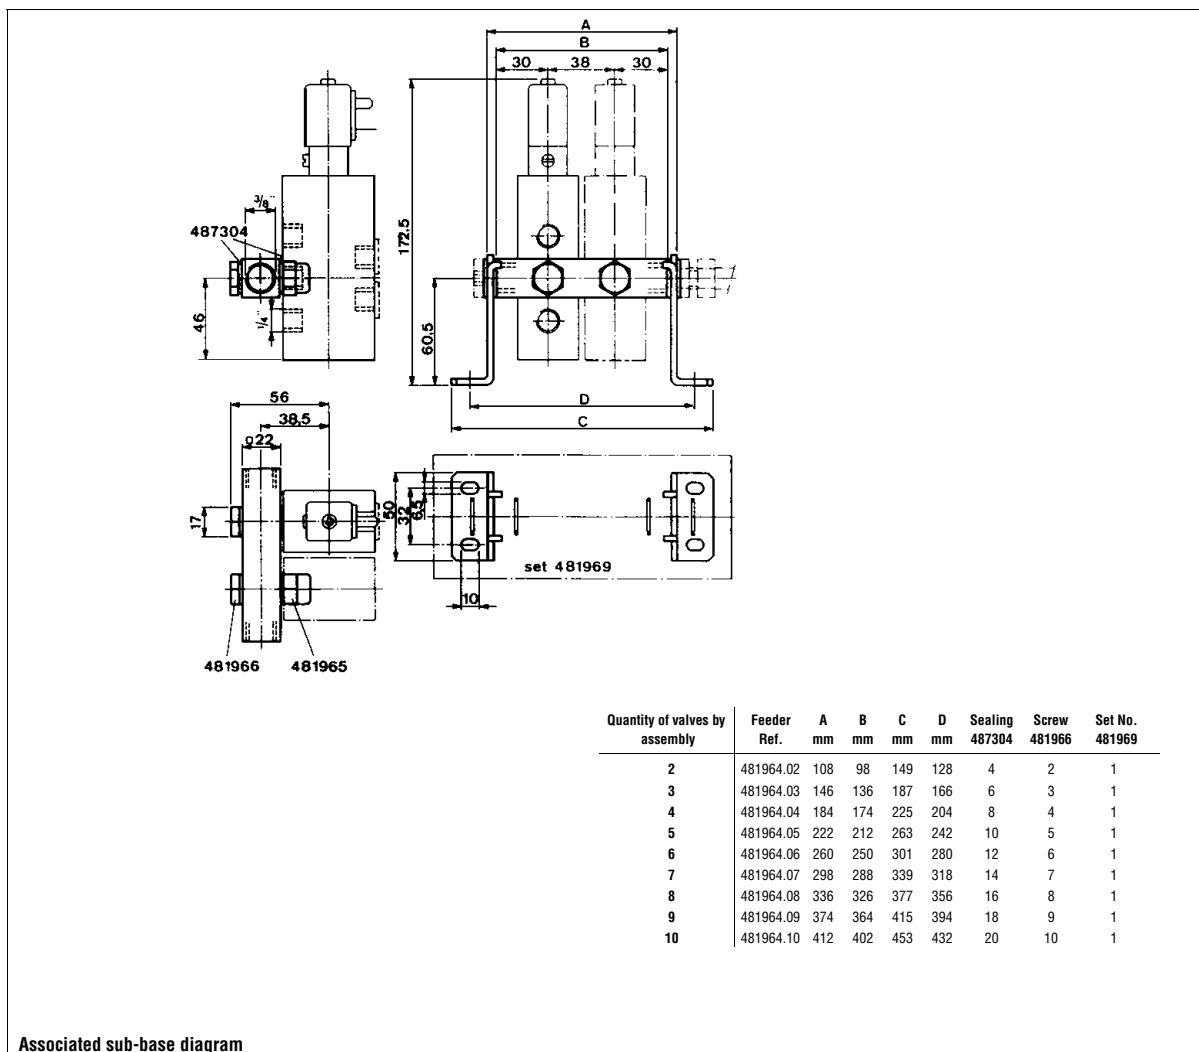 A
B
30 38 30
3/8"
487304
172,5
46
1/4"
60,5
D
C
56
38,5
22
17
50
32
6,5
set 481969
10
481966 481965
Quantity of valves by assembly Feeder Ref. A mm B mm C mm D mm Sealing 487304 Screw 481966 Set No. 481969
2 481964.02 108 98 149 128 4 2 1
3 481964.03 146 136 187 166 6 3 1
4 481964.04 184 174 225 204 8 4 1
5 481964.05 222 212 263 242 10 5 1
6 481964.06 260 250 301 280 12 6 1
7 481964.07 298 288 339 318 14 7 1
8 481964.08 336 326 377 356 16 8 1
9 481964.09 374 364 415 394 18 9 1
10 481964.10 412 402 453 432 20 10 1
Associated sub-base diagram